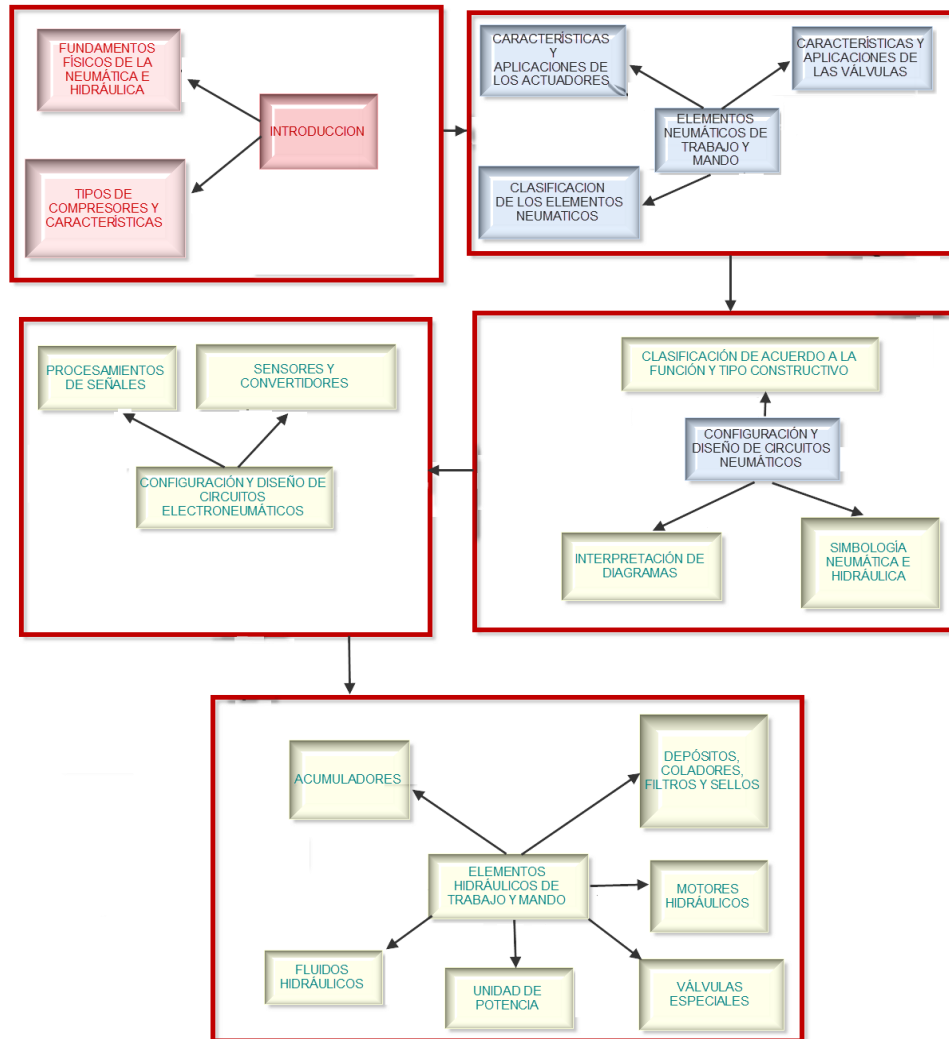 FUNDAMENTOS
FÍSICOS DE LA
NEUMÁTICA E
HIDRÁULICA
INTRODUCCION
TIPOS DE
COMPRESORES Y
CARACTERÍSTICAS
CARACTERÍSTICAS
Y
APLICACIONES DE
LOS ACTUADORES
CARACTERÍSTICAS Y
APLICACIONES DE
LAS VÁLVULAS
ELEMENTOS
NEUMÁTICOS DE
TRABAJO Y
MANDO
CLASIFICACION
DE LOS ELEMENTOS
NEUMATICOS
CLASIFICACIÓN DE ACUERDO A LA
FUNCIÓN Y TIPO CONSTRUCTIVO
CONFIGURACIÓN Y
DISEÑO DE CIRCUITOS
NEUMÁTICOS
INTERPRETACIÓN DE
DIAGRAMAS
SIMBOLOGÍA
NEUMÁTICA E
HIDRÁULICA
PROCESAMIENTOS
DE SEÑALES
SENSORES Y
CONVERTIDORES
CONFIGURACIÓN Y DISEÑO DE
CIRCUITOS
ELECTRONEUMÁTICOS
ACUMULADORES
DEPÓSITOS,
COLADORES,
FILTROS Y SELLOS
ELEMENTOS
HIDRÁULICOS DE
TRABAJO Y MANDO
MOTORES
HIDRÁULICOS
FLUIDOS
HIDRÁULICOS
UNIDAD DE
POTENCIA
VÁLVULAS
ESPECIALES